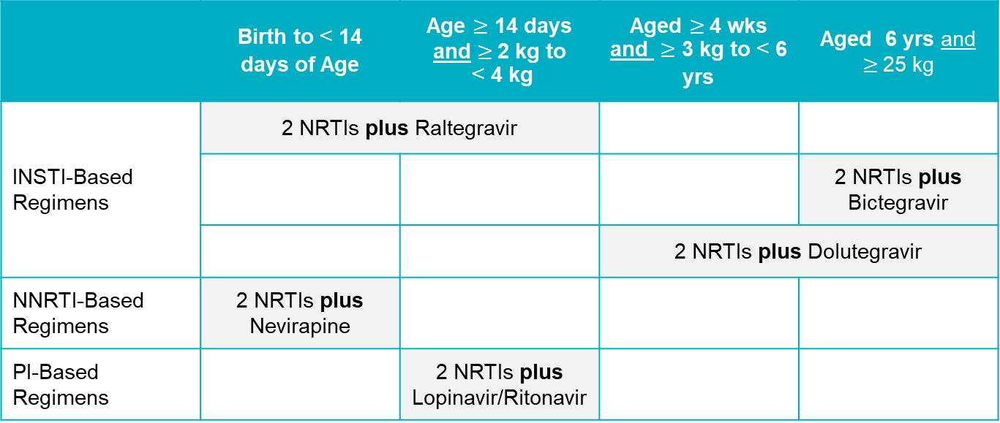 Birth to < 14
days of Age
Age ≥ 14 days
and ≥ 2 kg to
< 4 kg
Aged ≥ 4 wks
and ≥ 3 kg to < 6
yrs
Aged 6 yrs and
≥ 25 kg
INSTI-Based
Regimens
2 NRTIs plus Raltegravir
2 NRTIs plus
Bictegravir
2 NRTIs plus Dolutegravir
NNRTI-Based
Regimens
2 NRTIs plus
Nevirapine
PI-Based
Regimens
2 NRTIs plus
Lopinavir/Ritonavir